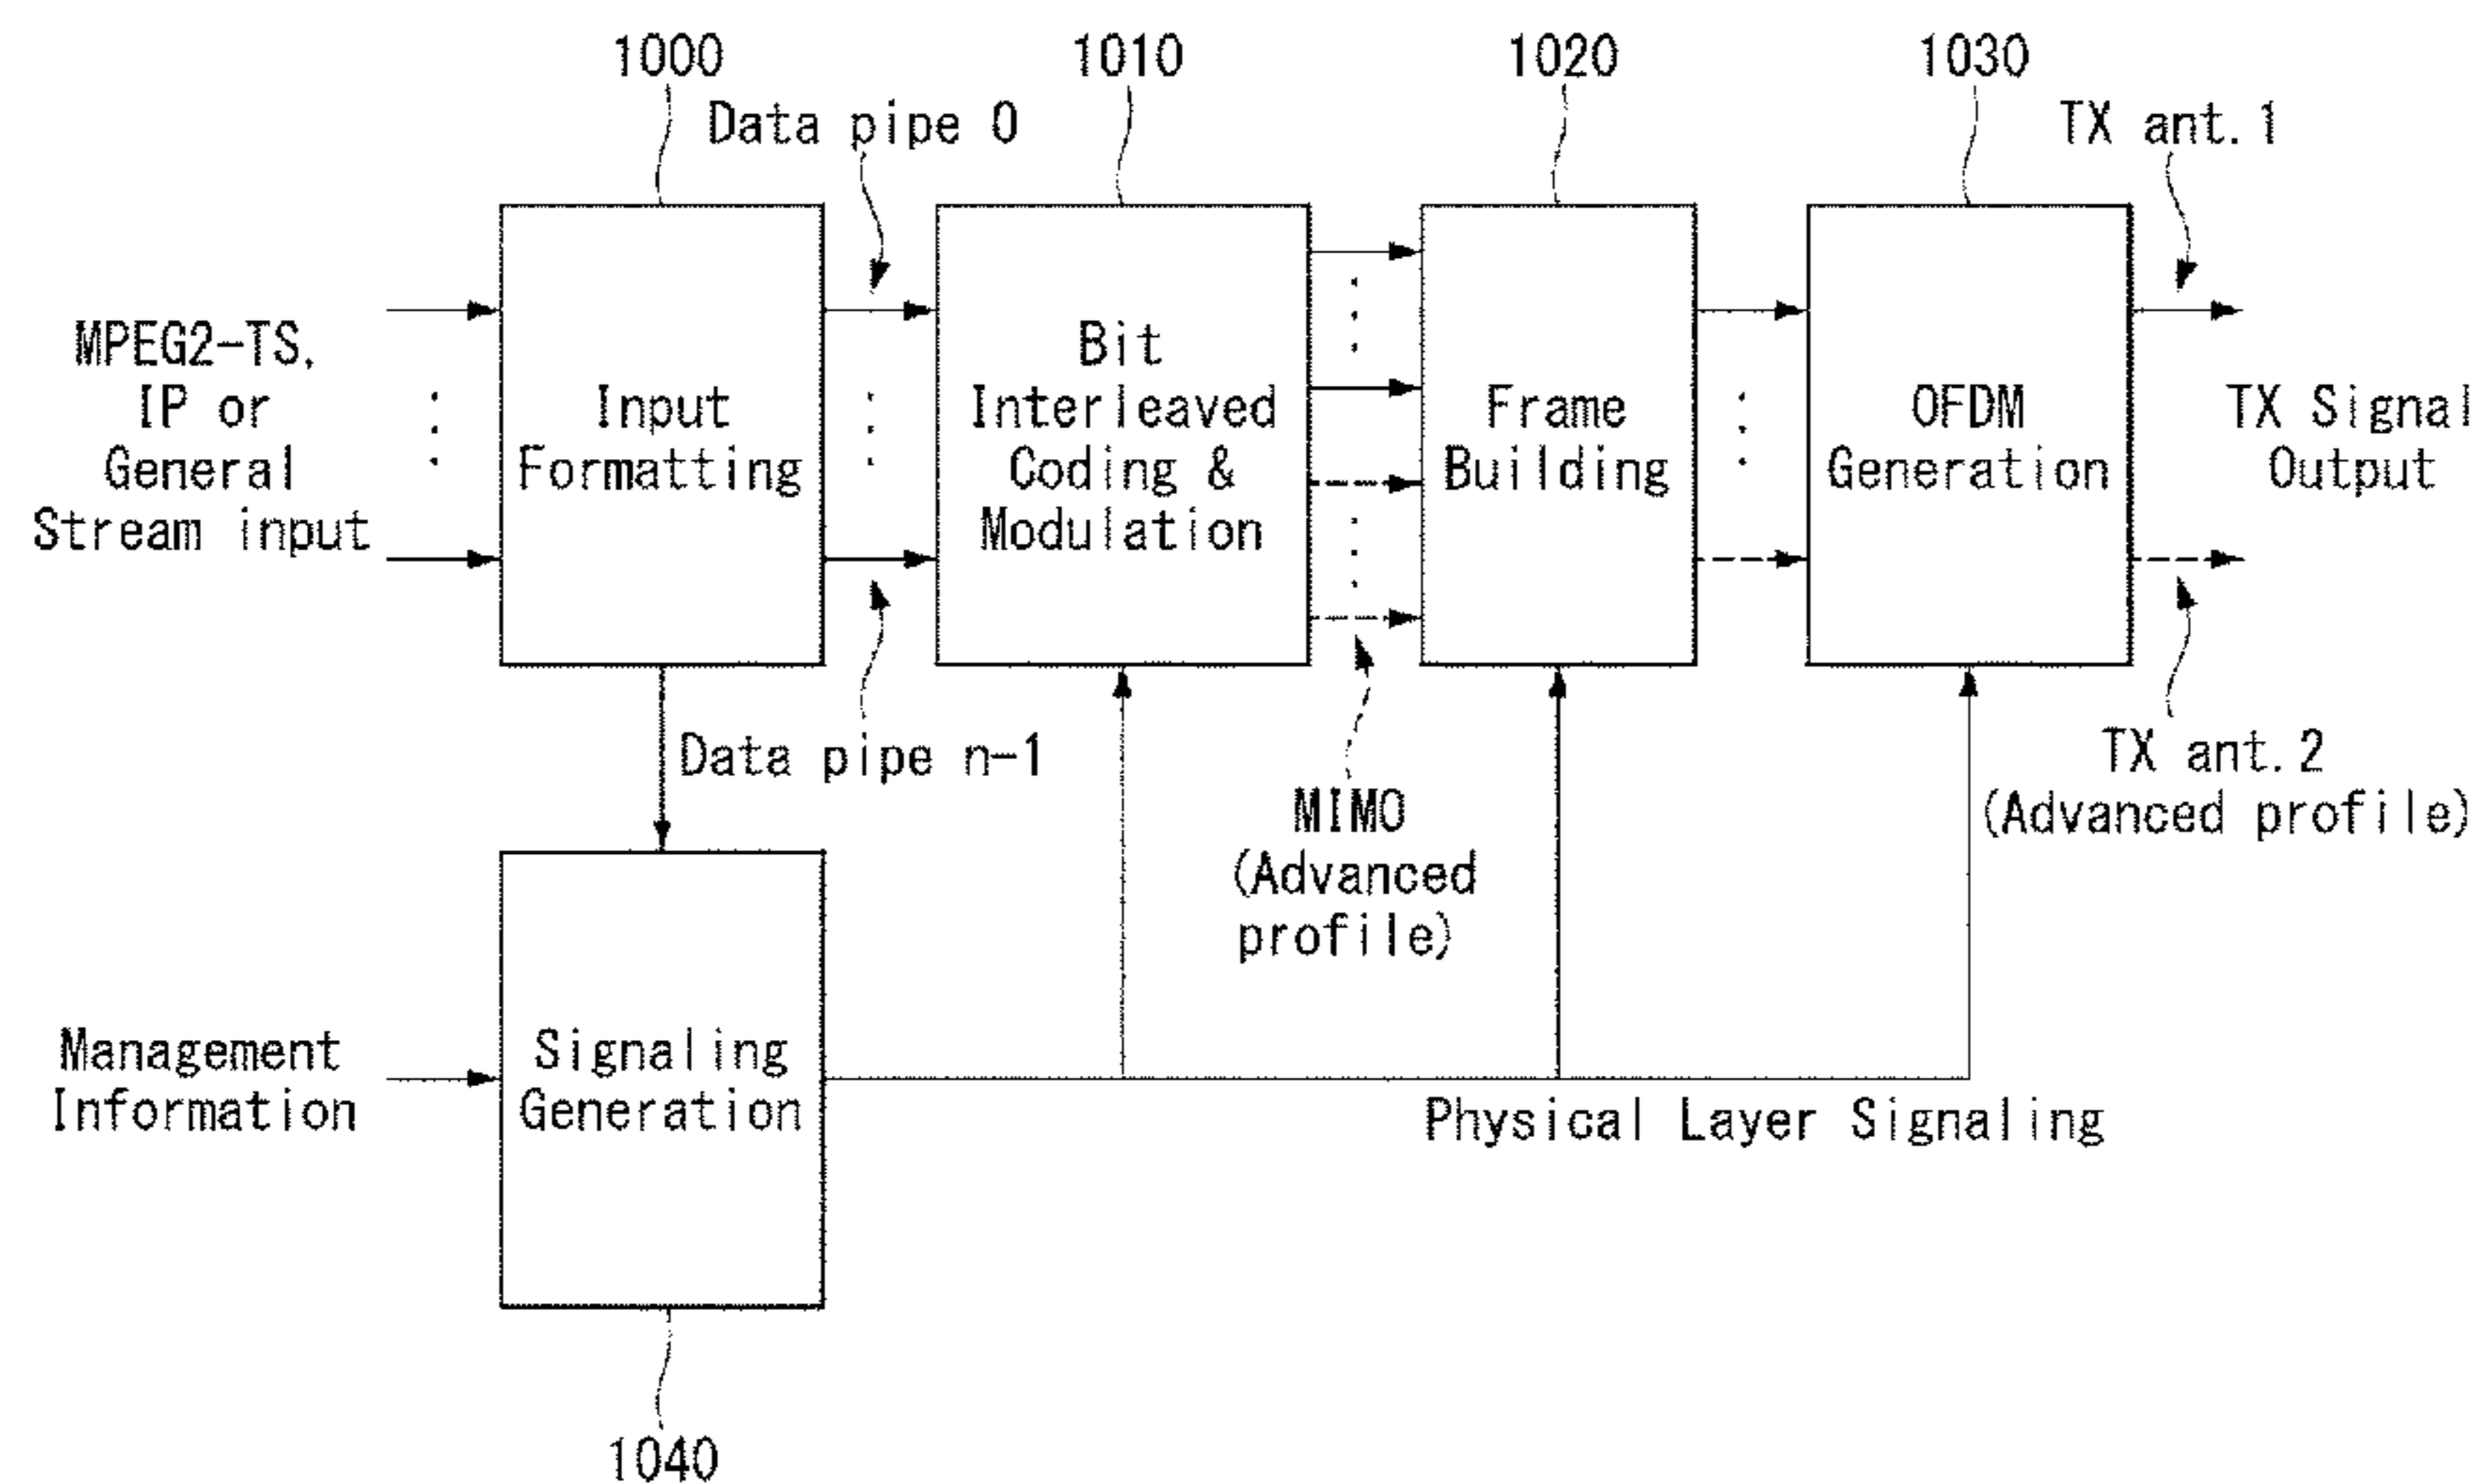 1000
1010
1020
1030
Data pipe 0
TX ant.1
MPEG2-TS,
IP or
General
Stream input
Input
Formatting
Bit
Interleaved
Coding &
Modulation
Frame
Building
OFDM
Generation
TX Signal
Output
Data pipe n-1
MIMO
(Advanced
profile)
TX ant.2
(Advanced profile)
Management
Information
Signaling
Generation
Physical Layer Signaling
1040